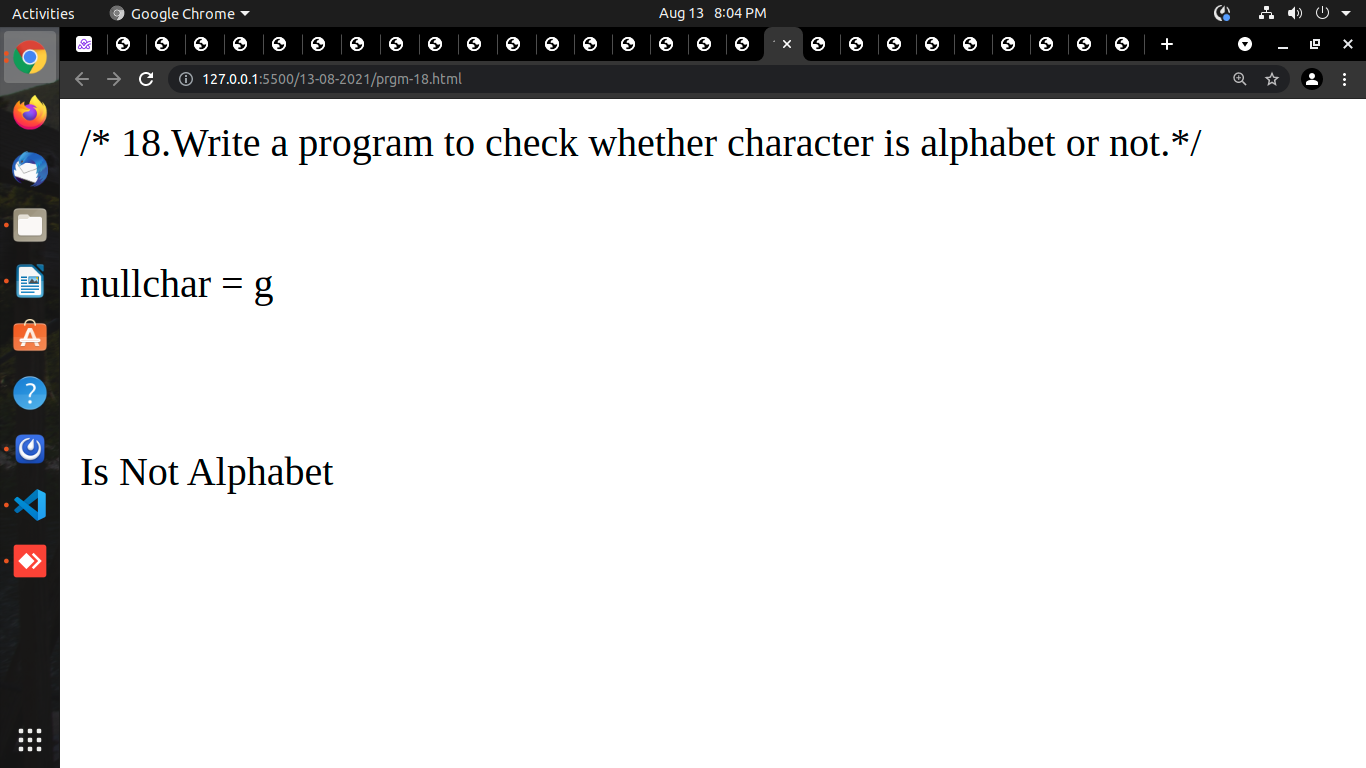 Activities Google Chrome Aug 13 8:04 PM
127.0.0.1:5500/13-08-2021/prgm-18.html
/* 18.Write a program to check whether character is alphabet or not.*/
nullchar = g
Is Not Alphabet